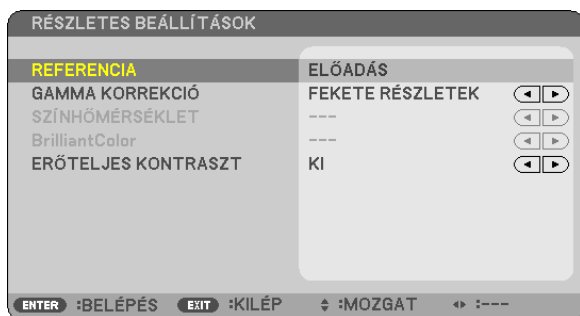 RÉSZLETES BEÁLLÍTÁSOK
REFERENCIA ELŐADÁS
GAMMA KORREKCIÓ FEKETE RÉSZLETEK
SZÍNHŐMÉRSÉKLET ---
BrilliantColor ---
ERŐTELJES KONTRASZT KI
ENTER :BELÉPÉS EXIT :KILÉP :MOZGAT :---